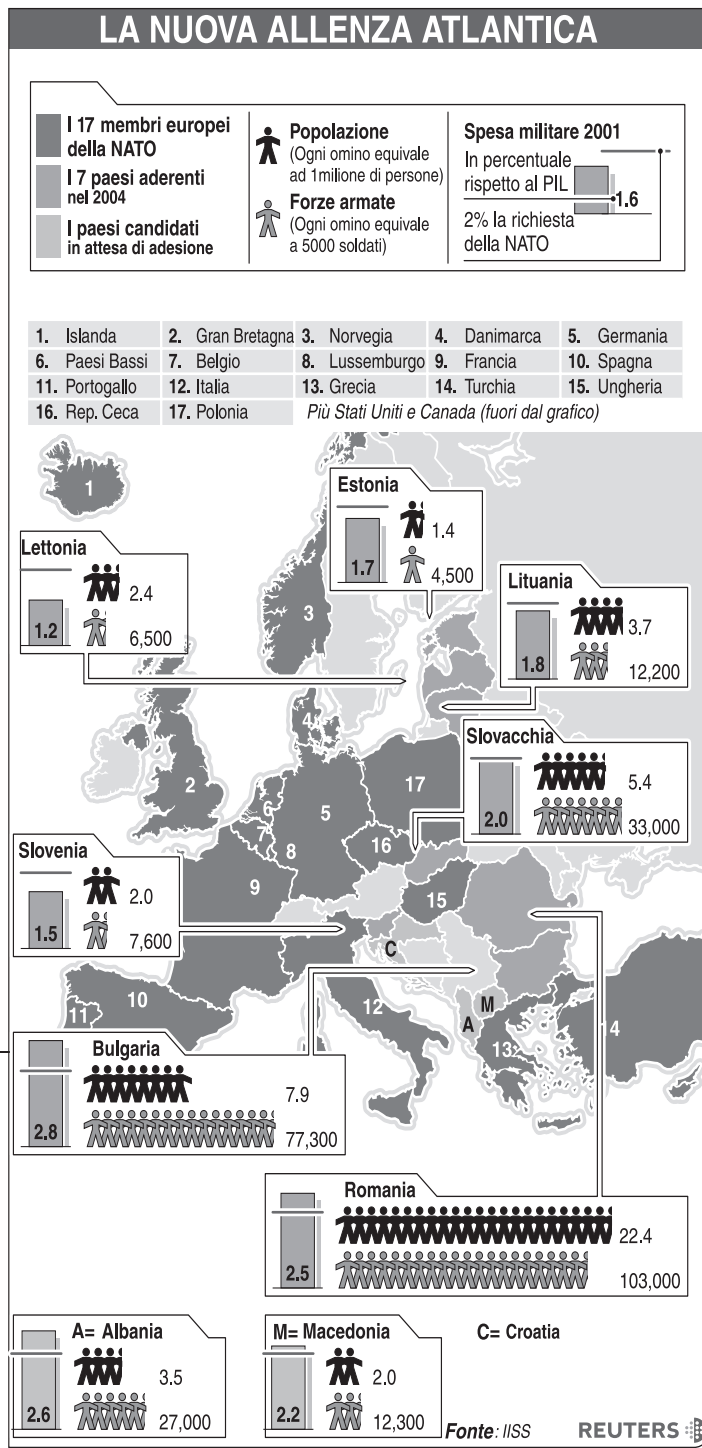 LA NUOVA ALLENZA ATLANTICA
I 17 membri europei
della NATO
I 7 paesi aderenti
nel 2004
I paesi candidati
in attesa di adesione
Popolazione
(Ogni omino equivale
ad 1milione di persone)
Forze armate
(Ogni omino equivale
a 5000 soldati)
Spesa militare 2001
In percentuale
rispetto al PIL
1.6
2% la richiesta
della NATO
1. Islanda 2. Gran Bretagna 3. Norvegia 4. Danimarca 5. Germania
6. Paesi Bassi 7. Belgio 8. Lussemburgo 9. Francia 10. Spagna
11. Portogallo 12. Italia 13. Grecia 14. Turchia 15. Ungheria
16. Rep. Ceca 17. Polonia Più Stati Uniti e Canada (fuori dal grafico)
1
Estonia
1.4
1.7
4,500
Lettonia
2.4
1.2
6,500
3
Lituania
3.7
1.8
12,200
4
Slovacchia
5.4
2.0
33,000
2
17
6
5
7
16
8
Slovenia
2.0
1.5
7,600
9
15
C
10
11
12
M
A
13
14
Bulgaria
7.9
2.8
77,300
Romania
22.4
2.5
103,000
A= Albania
3.5
2.6
27,000
M= Macedonia
2.0
2.2
12,300
C= Croatia
Fonte: IISS
REUTERS